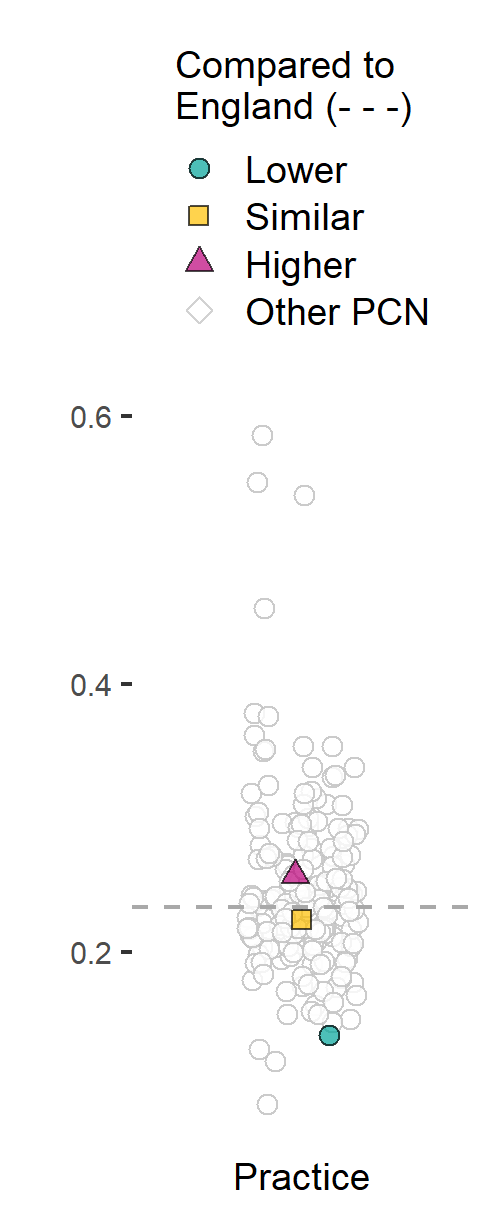 Compared to
England (- - -)
Lower
Similar
Higher
Other PCN
0.6
0.4
0.2
Practice